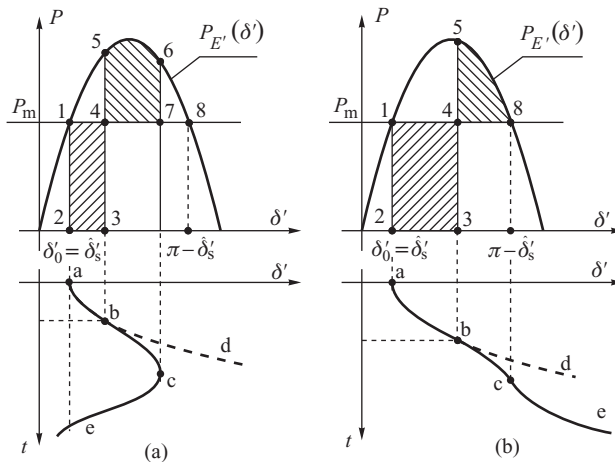 P
P
P_E′(δ′)
P_E′(δ′)
5
6
5
P_m
1
4
7
8
P_m
1
4
8
2
3
δ′
2
3
δ′
δ′_0 = δ̂′_s
π − δ̂′_s
δ′_0 = δ̂′_s
π − δ̂′_s
a
δ′
a
δ′
b
d
b
d
c
c
e
e
t
(a)
t
(b)